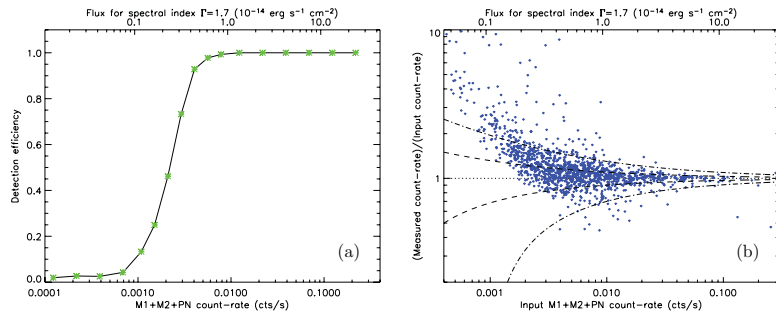 Flux for spectral index Γ=1.7 (10⁻¹⁴ erg s⁻¹ cm⁻²)
0.1 1.0 10.0
Detection efficiency
1.0
0.8
0.6
0.4
0.2
0.0
(a)
0.0001 0.0010 0.0100 0.1000
M1+M2+PN count-rate (cts/s)
Flux for spectral index Γ=1.7 (10⁻¹⁴ erg s⁻¹ cm⁻²)
0.1 1.0 10.0
(Measured count-rate)/(Input count-rate)
10
1
(b)
0.001 0.010 0.100
Input M1+M2+PN count-rate (cts/s)